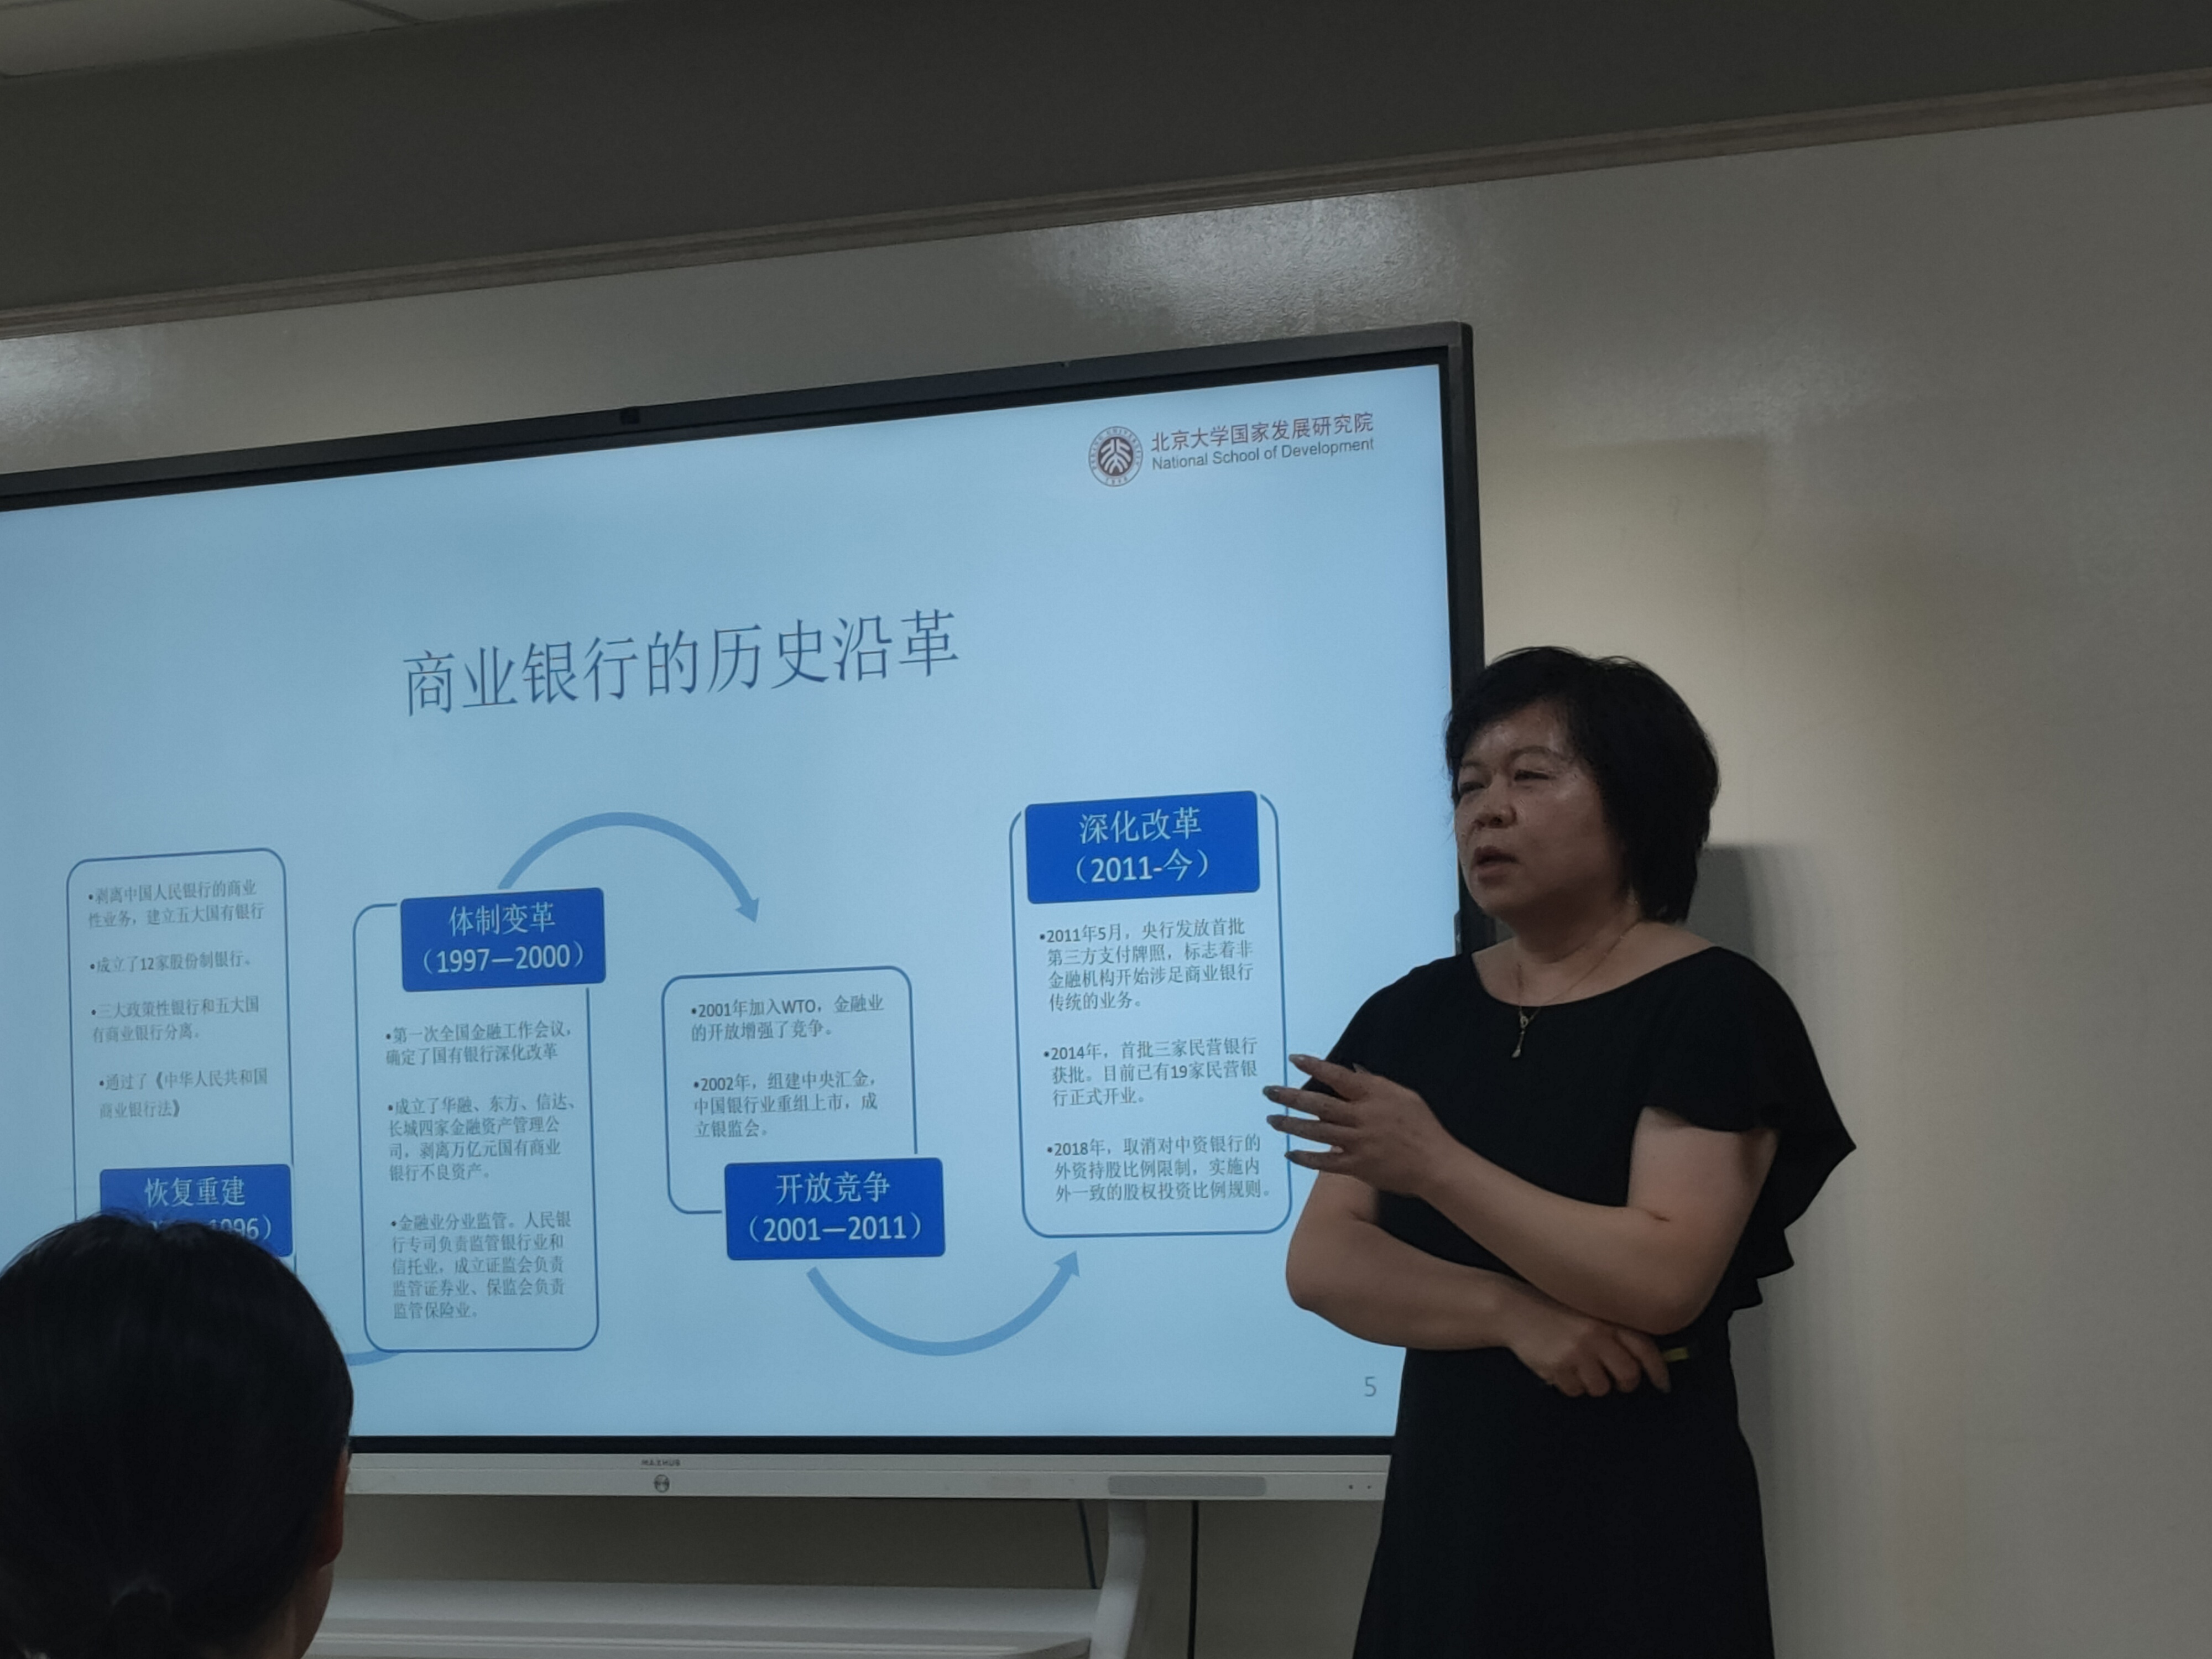 北京大学国家发展研究院
National School of Development
商业银行的历史沿革
•剥离中国人民银行的商业
性业务，建立五大国有银行
•成立了12家股份制银行。
•三大政策性银行和五大国
有商业银行分离。
•通过了《中华人民共和国
商业银行法》
恢复重建
1996）
体制变革
（1997—2000）
•第一次全国金融工作会议，
确定了国有银行深化改革
•成立了华融、东方、信达、
长城四家金融资产管理公
司，剥离万亿元国有商业
银行不良资产。
•金融业分业监管。人民银
行专司负责监管银行业和
信托业，成立证监会负责
监管证券业、保监会负责
监管保险业。
•2001年加入WTO，金融业
的开放增强了竞争。
•2002年，组建中央汇金，
中国银行业重组上市，成
立银监会。
开放竞争
（2001—2011）
深化改革
（2011-今）
•2011年5月，央行发放首批
第三方支付牌照，标志着非
金融机构开始涉足商业银行
传统的业务。
•2014年，首批三家民营银行
获批。目前已有19家民营银
行正式开业。
•2018年，取消对中资银行的
外资持股比例限制，实施内
外一致的股权投资比例规则。
5
MAXHUB